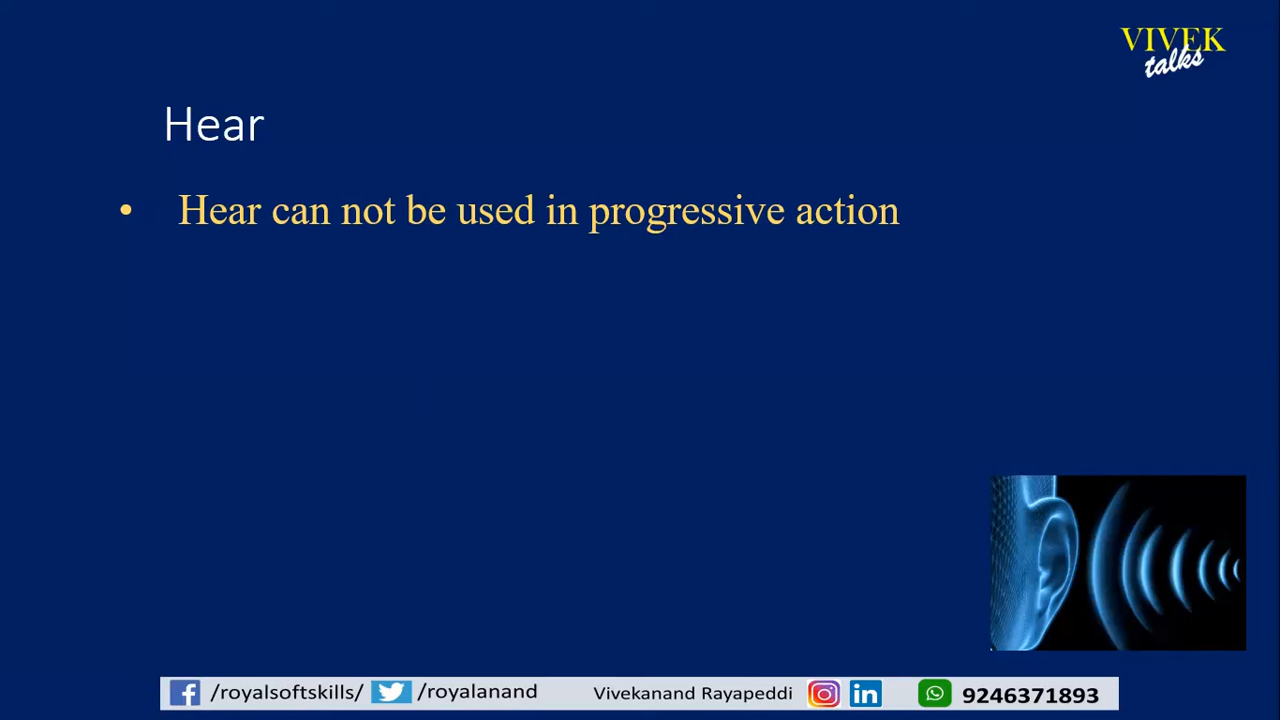 VIVEK
talks
Hear
• Hear can not be used in progressive action
/royalsoftskills/ /royalanand Vivekanand Rayapeddi 9246371893